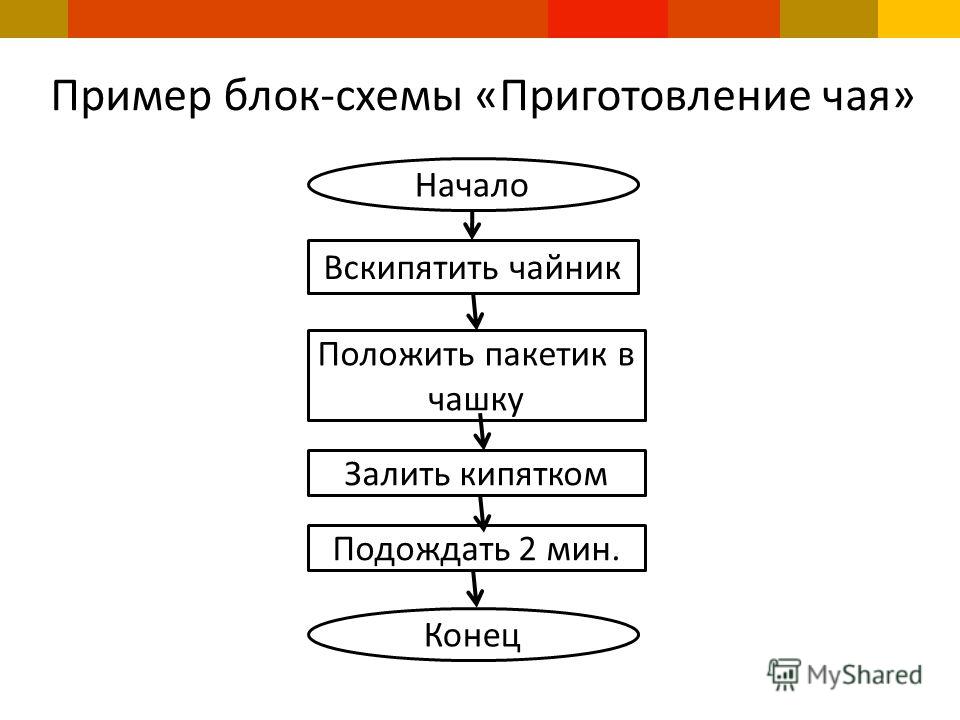 Пример блок-схемы «Приготовление чая»
Начало
Вскипятить чайник
Положить пакетик в
чашку
Залить кипятком
Подождать 2 мин.
Конец
MyShared